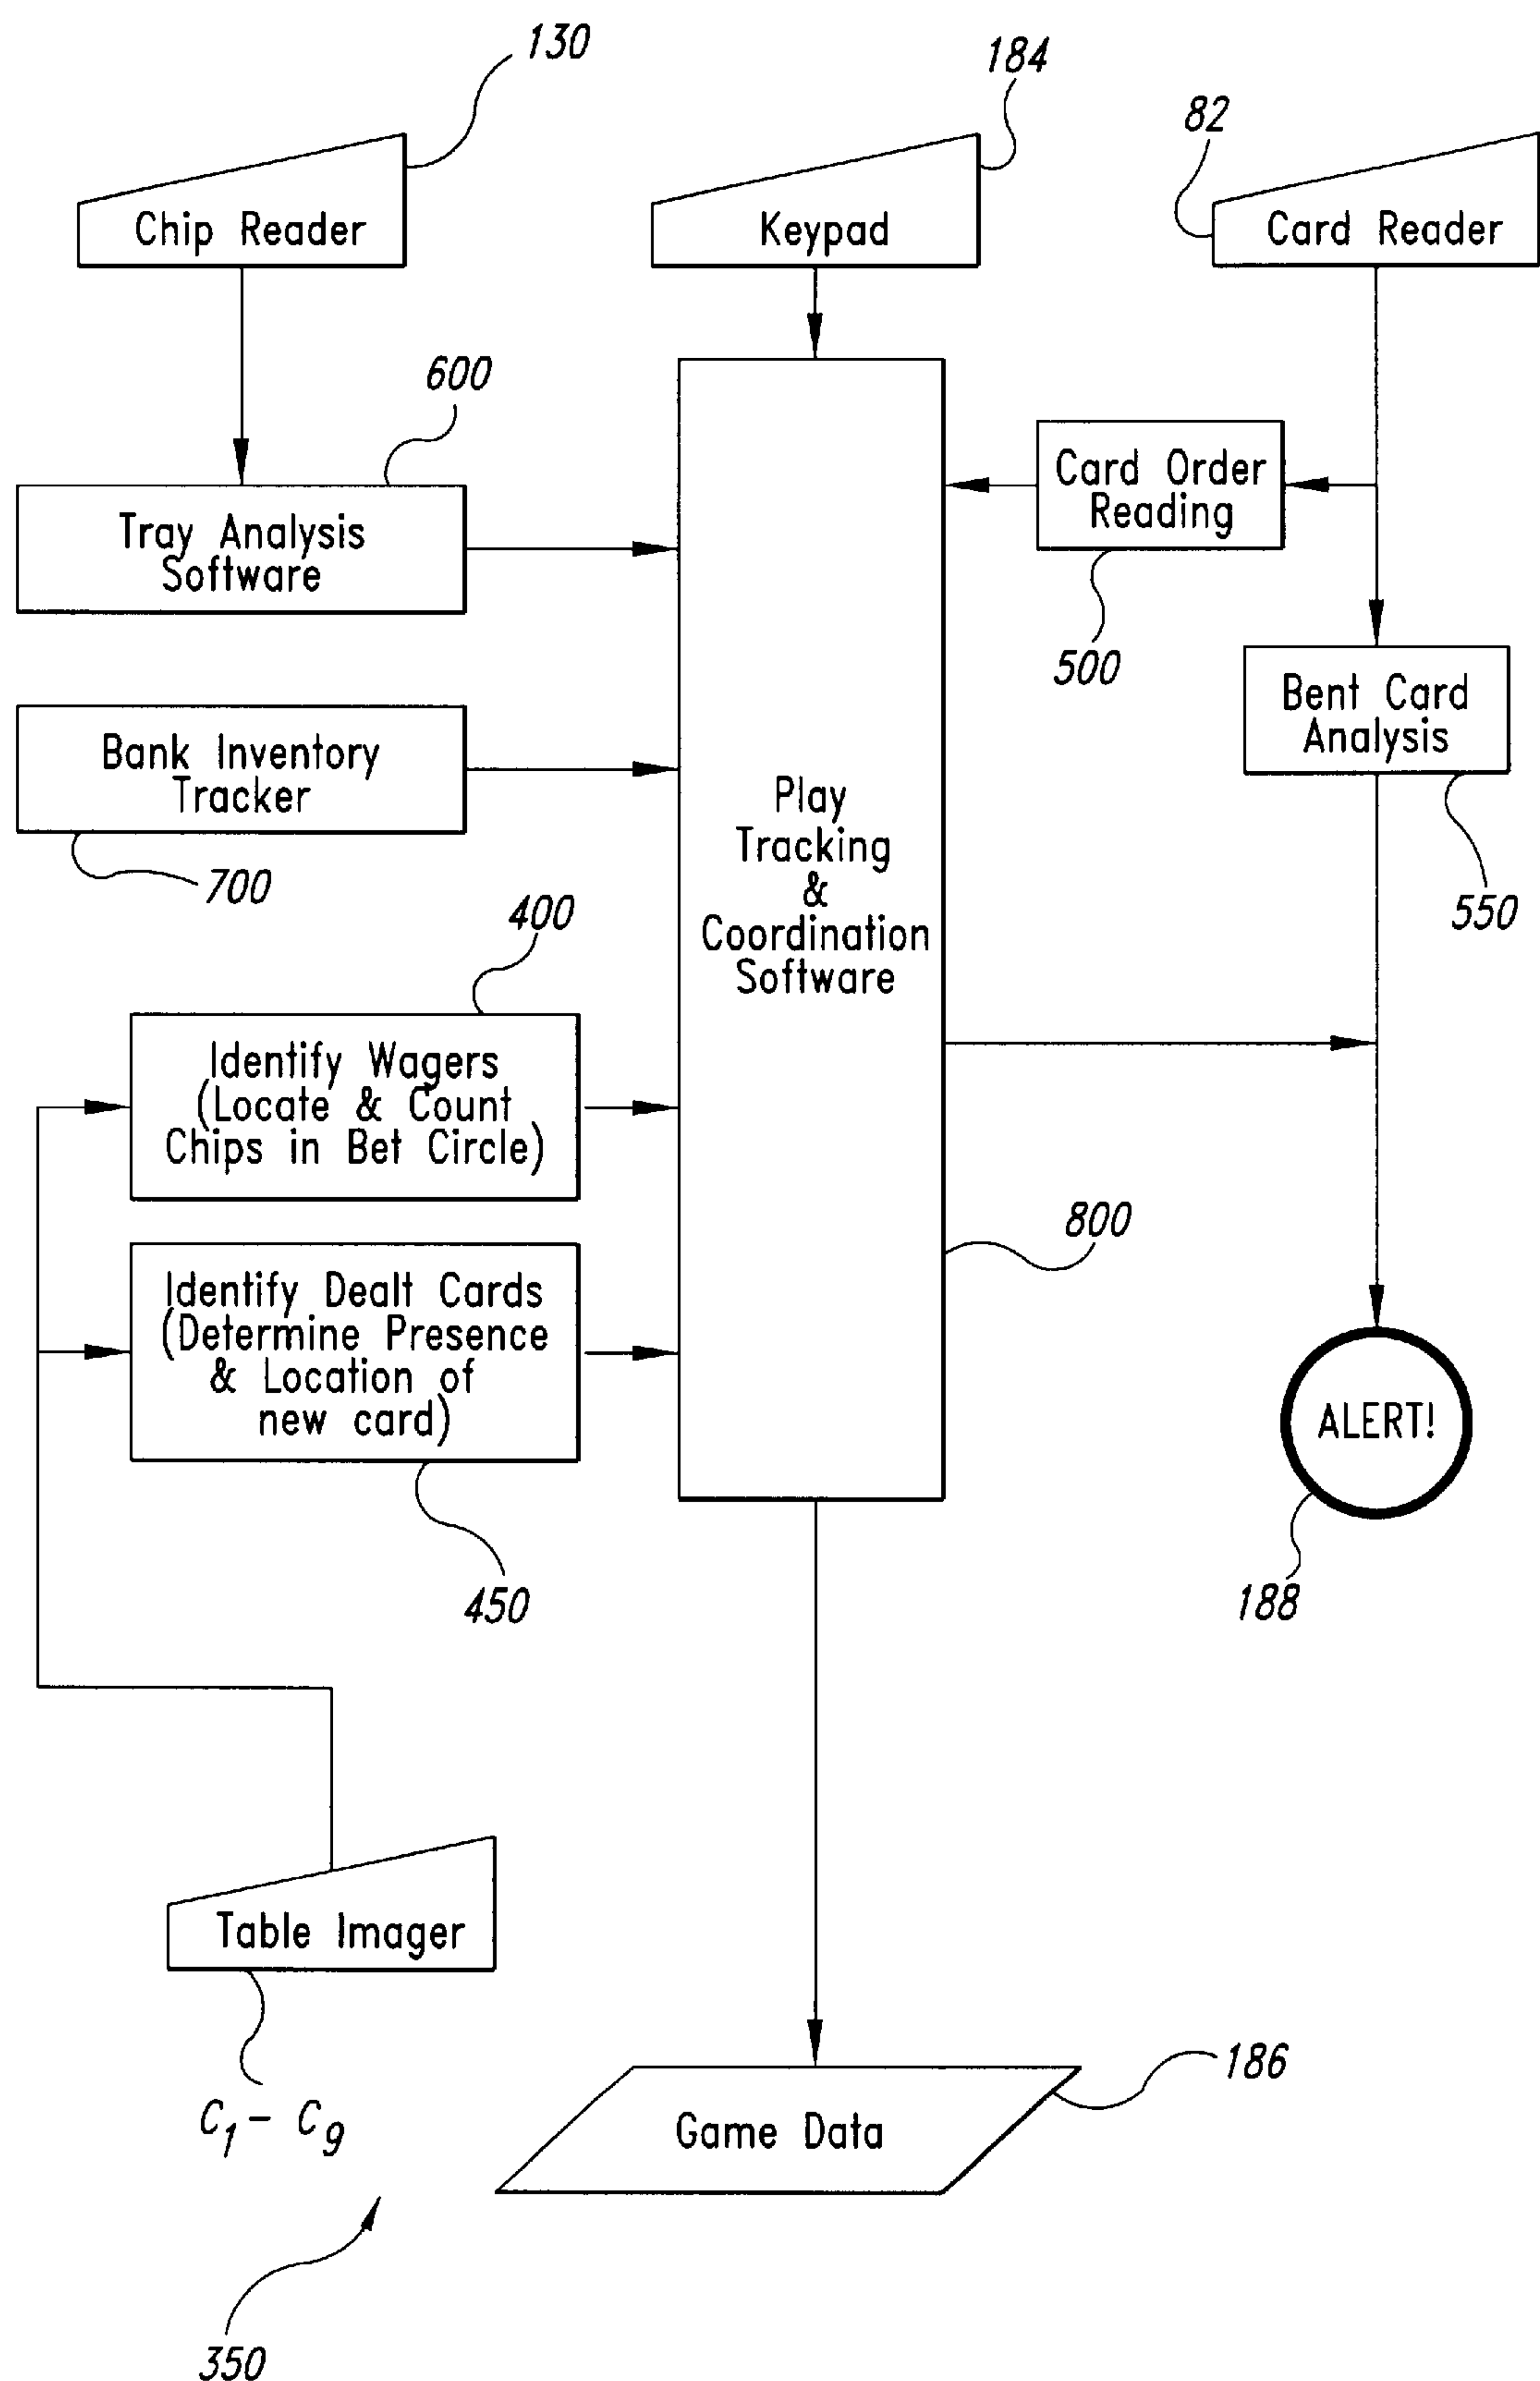 130
184
82
Chip Reader
Keypad
Card Reader
600
Tray Analysis
Software
Card Order
Reading
500
Bank Inventory
Tracker
700
Bent Card
Analysis
550
Play
Tracking
&
Coordination
Software
400
Identify Wagers
(Locate & Count
Chips in Bet Circle)
800
Identify Dealt Cards
(Determine Presence
& Location of
new card)
450
ALERT!
188
Table Imager
C1 – C9
186
Game Data
350